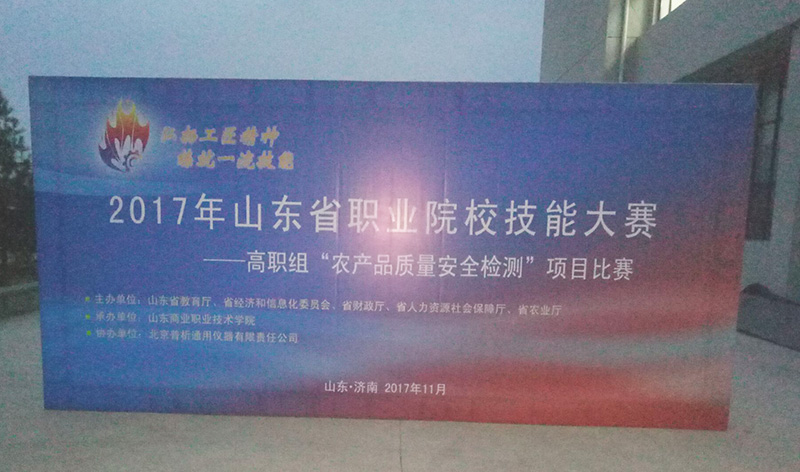 弘扬工匠精神
练就一流技能
2017年山东省职业院校技能大赛
——高职组“农产品质量安全检测”项目比赛
主办单位：山东省教育厅、省经济和信息化委员会、省财政厅、省人力资源社会保障厅、省农业厅
承办单位：山东商业职业技术学院
协办单位：北京普析通用仪器有限责任公司
山东·济南 2017年11月